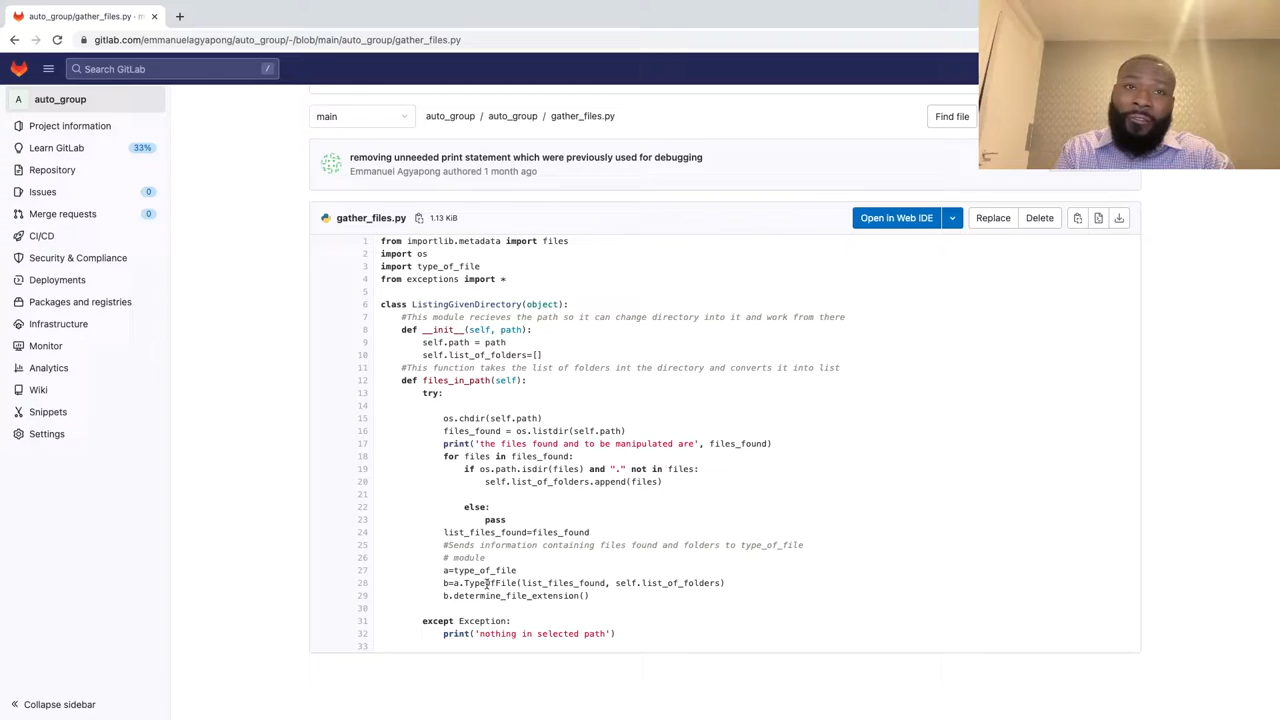 auto_group/gather_files.py · m
gitlab.com/emmanuelagyapong/auto_group/-/blob/main/auto_group/gather_files.py
Search GitLab
/
A
auto_group
Project information
Learn GitLab
33%
Repository
Issues
0
Merge requests
0
CI/CD
Security & Compliance
Deployments
Packages and registries
Infrastructure
Monitor
Analytics
Wiki
Snippets
Settings
Collapse sidebar
main
auto_group / auto_group / gather_files.py
Find file
removing unneeded print statement which were previously used for debugging
Emmanuel Agyapong authored 1 month ago
gather_files.py
1.13 KiB
Open in Web IDE
Replace
Delete
1 from importlib.metadata import files
2 import os
3 import type_of_file
4 from exceptions import *
5
6 class ListingGivenDirectory(object):
7 #This module recieves the path so it can change directory into it and work from there
8 def __init__(self, path):
9 self.path = path
10 self.list_of_folders=[]
11 #This function takes the list of folders int the directory and converts it into list
12 def files_in_path(self):
13 try:
14
15 os.chdir(self.path)
16 files_found = os.listdir(self.path)
17 print('the files found and to be manipulated are', files_found)
18 for files in files_found:
19 if os.path.isdir(files) and "." not in files:
20 self.list_of_folders.append(files)
21
22 else:
23 pass
24 list_files_found=files_found
25 #Sends information containing files found and folders to type_of_file
26 # module
27 a=type_of_file
28 b=a.TypeofFile(list_files_found, self.list_of_folders)
29 b.determine_file_extension()
30
31 except Exception:
32 print('nothing in selected path')
33